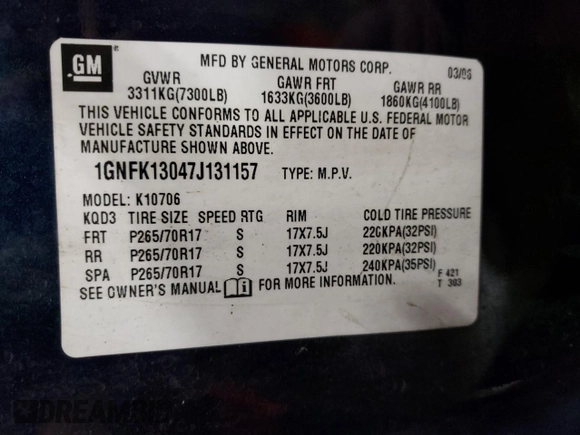 GM
MFD BY GENERAL MOTORS CORP. 03/06
GVWR GAWR FRT GAWR RR
3311KG(7300LB) 1633KG(3600LB) 1860KG(4100LB)
THIS VEHICLE CONFORMS TO ALL APPLICABLE U.S. FEDERAL MOTOR
VEHICLE SAFETY STANDARDS IN EFFECT ON THE DATE OF
MANUFACTURE SHOWN ABOVE.
1GNFK13047J131157 TYPE: M.P.V.
MODEL: K10706
KQD3 TIRE SIZE SPEED RTG RIM COLD TIRE PRESSURE
FRT P265/70R17 S 17X7.5J 220KPA(32PSI)
RR P265/70R17 S 17X7.5J 220KPA(32PSI)
SPA P265/70R17 S 17X7.5J 240KPA(35PSI)
SEE OWNER'S MANUAL FOR MORE INFORMATION.
F 421
T 303
DREAMBID